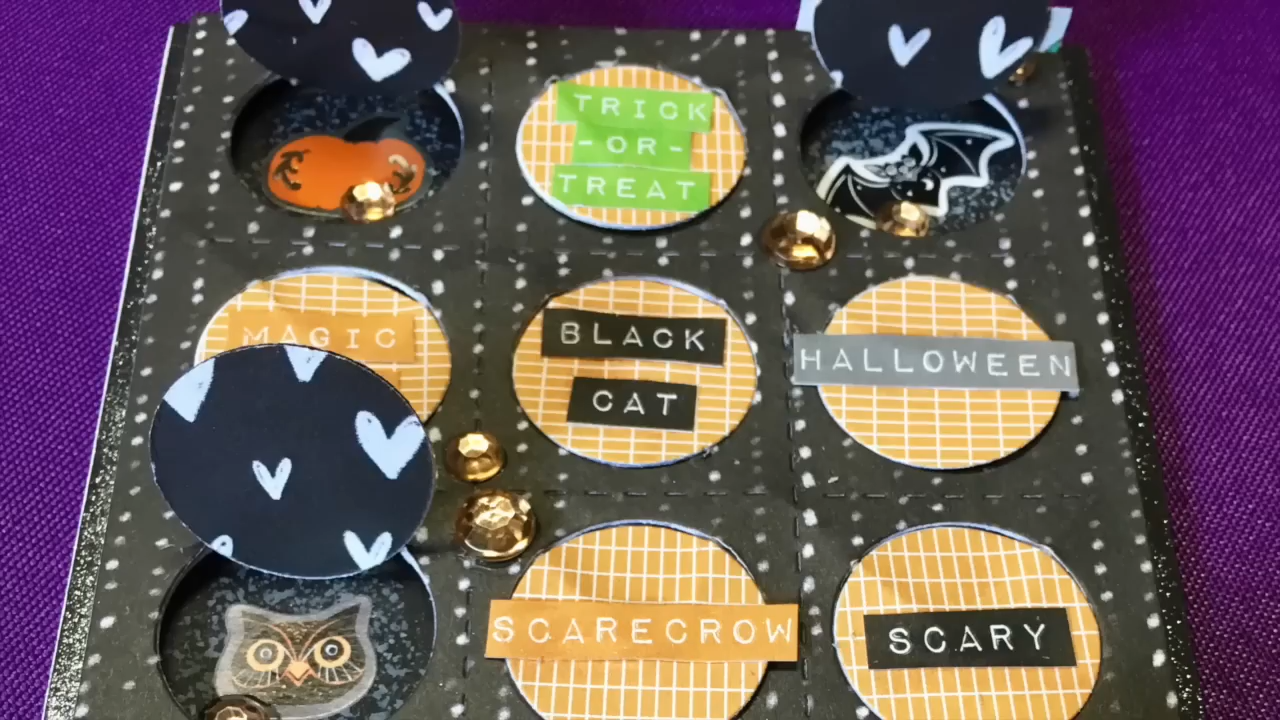 TRICK
-OR-
TREAT
MAGIC
BLACK
CAT
HALLOWEEN
SCARECROW
SCARY